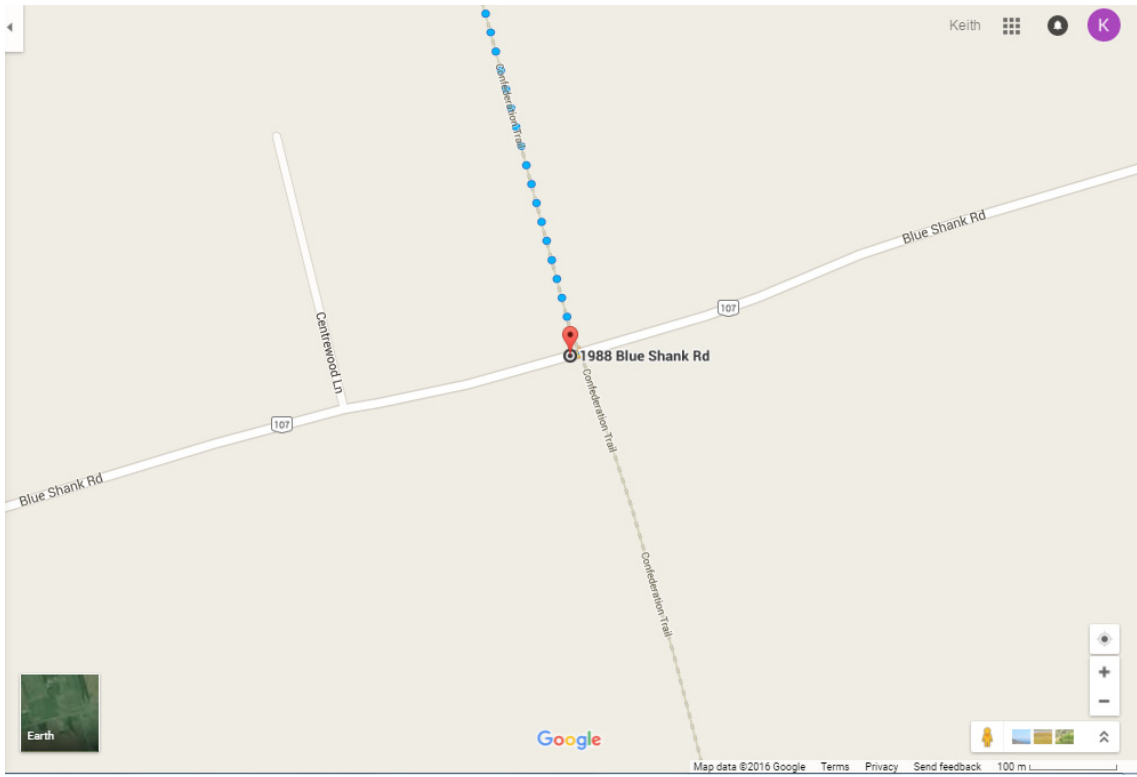 Keith
K
Confederation Trail
Blue Shank Rd
107
Centrewood Ln
1988 Blue Shank Rd
Confederation Trail
107
Blue Shank Rd
Confederation Trail
Earth
Google
Map data ©2016 Google Terms Privacy Send feedback 100 m